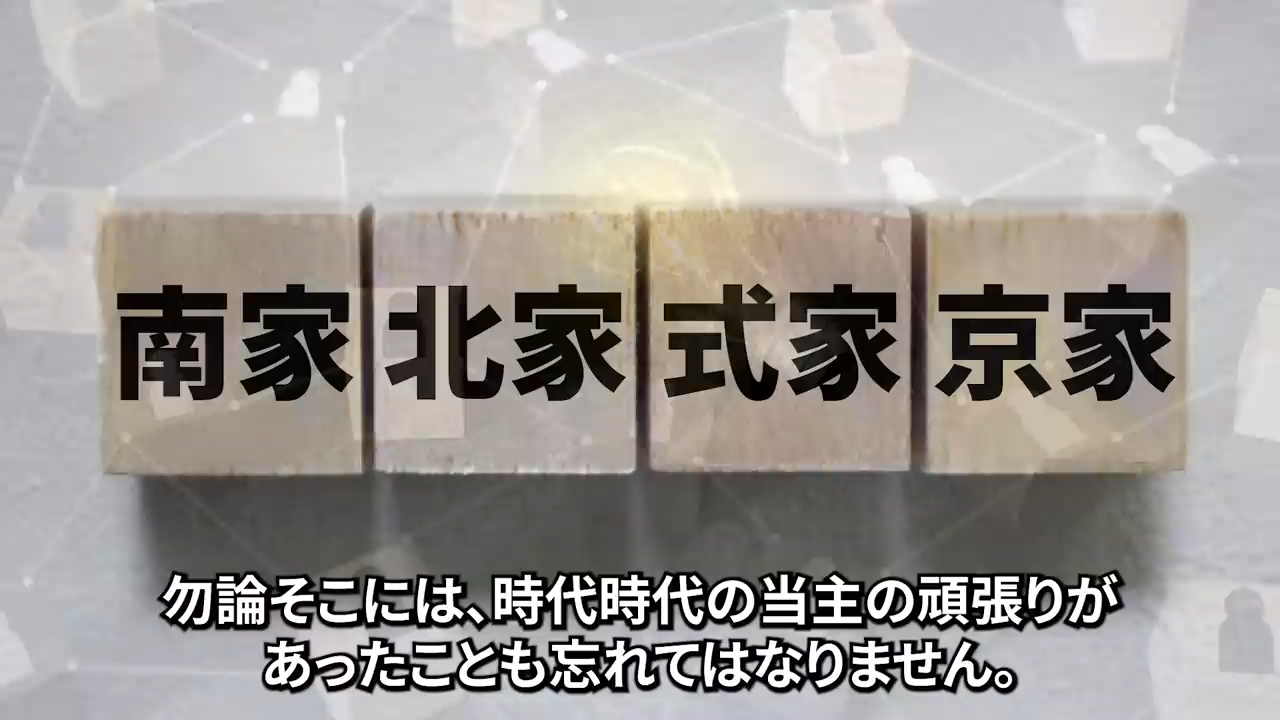 南家 北家 式家 京家
勿論そこには、時代時代の当主の頑張りが
あったことも忘れてはなりません。